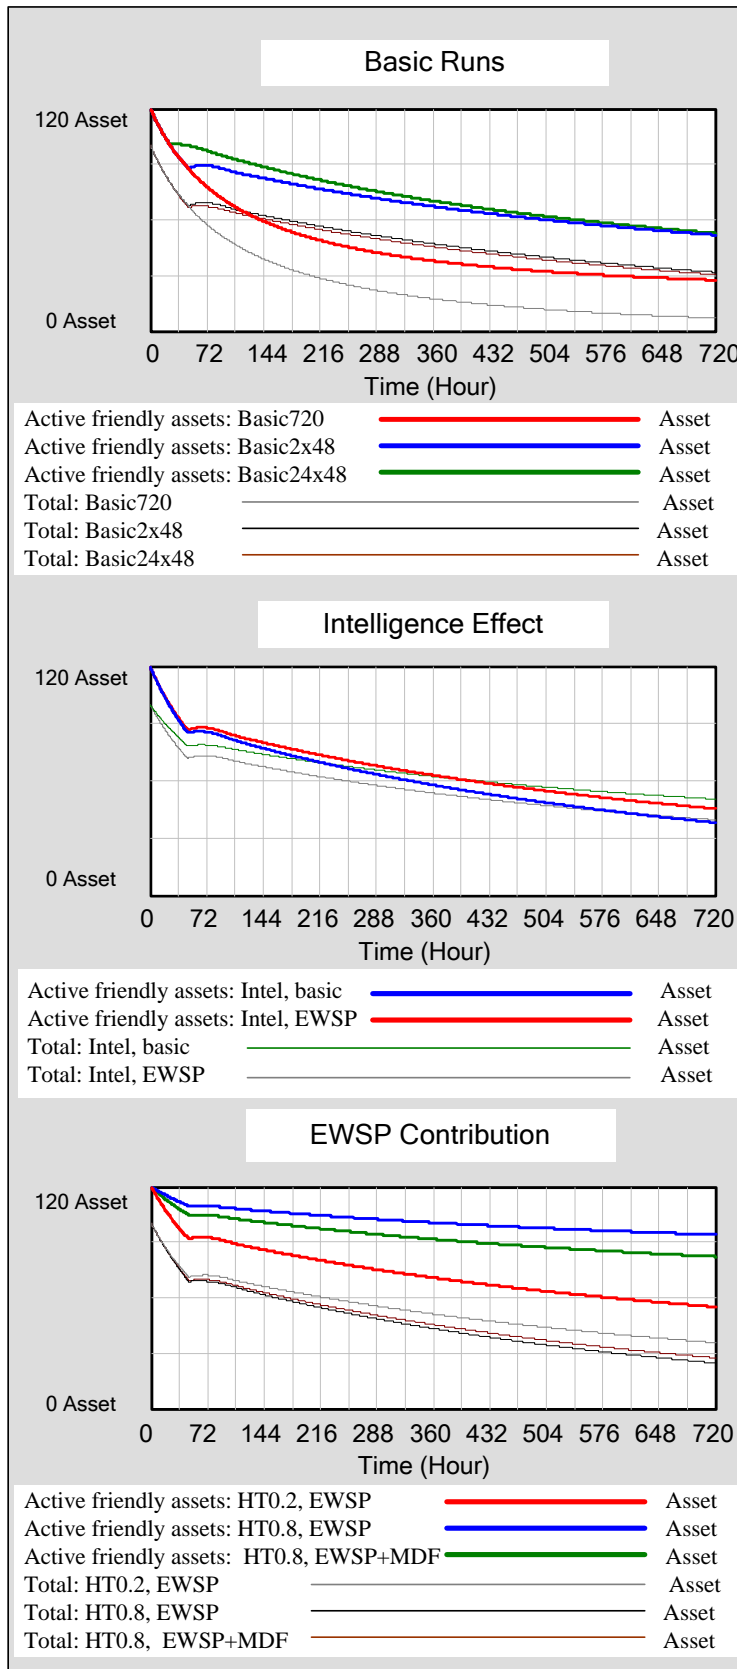 Basic Runs
120 Asset
0 Asset
0 72 144 216 288 360 432 504 576 648 720
Time (Hour)
Active friendly assets: Basic720 Asset
Active friendly assets: Basic2x48 Asset
Active friendly assets: Basic24x48 Asset
Total: Basic720 Asset
Total: Basic2x48 Asset
Total: Basic24x48 Asset
Intelligence Effect
120 Asset
0 Asset
0 72 144 216 288 360 432 504 576 648 720
Time (Hour)
Active friendly assets: Intel, basic Asset
Active friendly assets: Intel, EWSP Asset
Total: Intel, basic Asset
Total: Intel, EWSP Asset
EWSP Contribution
120 Asset
0 Asset
0 72 144 216 288 360 432 504 576 648 720
Time (Hour)
Active friendly assets: HT0.2, EWSP Asset
Active friendly assets: HT0.8, EWSP Asset
Active friendly assets: HT0.8, EWSP+MDF Asset
Total: HT0.2, EWSP Asset
Total: HT0.8, EWSP Asset
Total: HT0.8, EWSP+MDF Asset